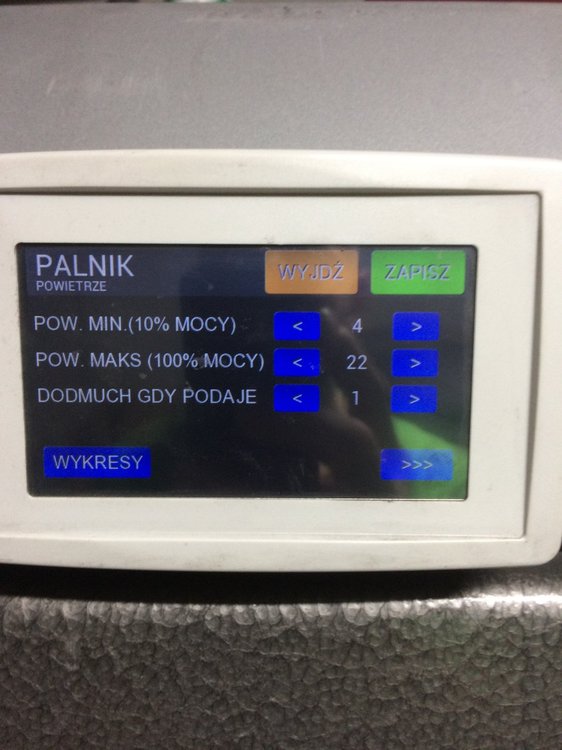 PALNIK
POWIETRZE
WYJDŹ
ZAPISZ
POW. MIN.(10% MOCY) < 4 >
POW. MAKS (100% MOCY) < 22 >
DODMUCH GDY PODAJE < 1 >
WYKRESY >>>